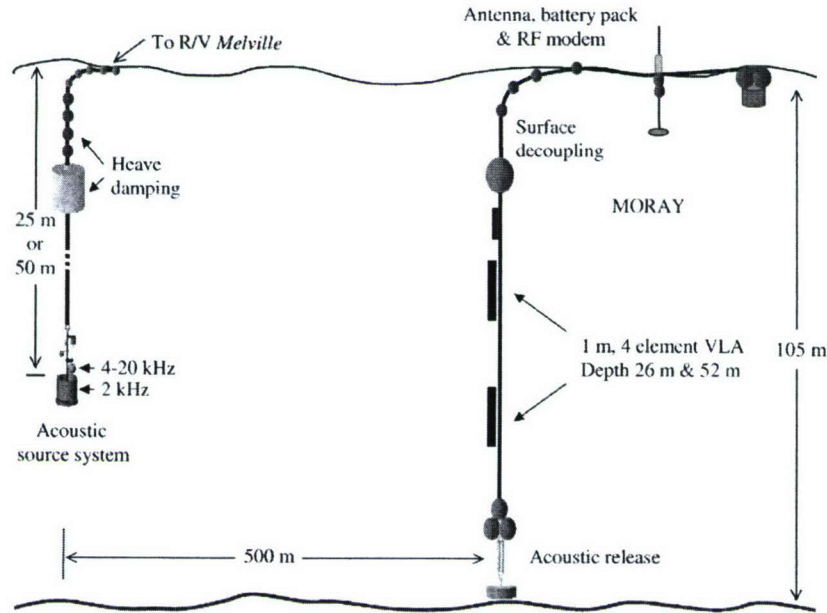 Antenna, battery pack
& RF modem
To R/V Melville
Surface
decoupling
Heave
damping
MORAY
25 m
or
50 m
1 m, 4 element VLA
Depth 26 m & 52 m
105 m
4-20 kHz
2 kHz
Acoustic
source system
500 m
Acoustic release